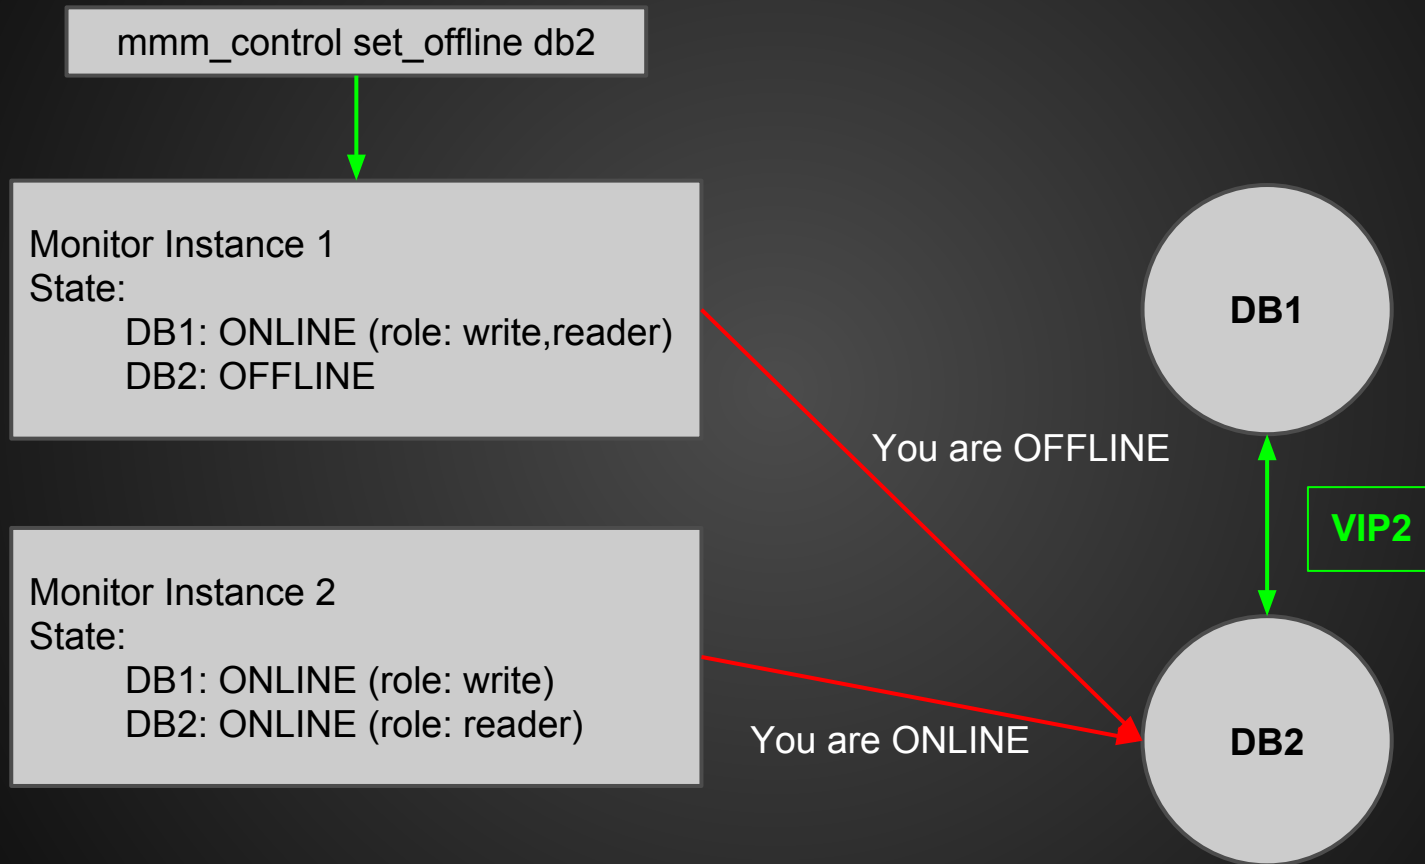 mmm_control set_offline db2
Monitor Instance 1
State:
DB1: ONLINE (role: write,reader)
DB2: OFFLINE
DB1
You are OFFLINE
VIP2
Monitor Instance 2
State:
DB1: ONLINE (role: write)
DB2: ONLINE (role: reader)
You are ONLINE
DB2